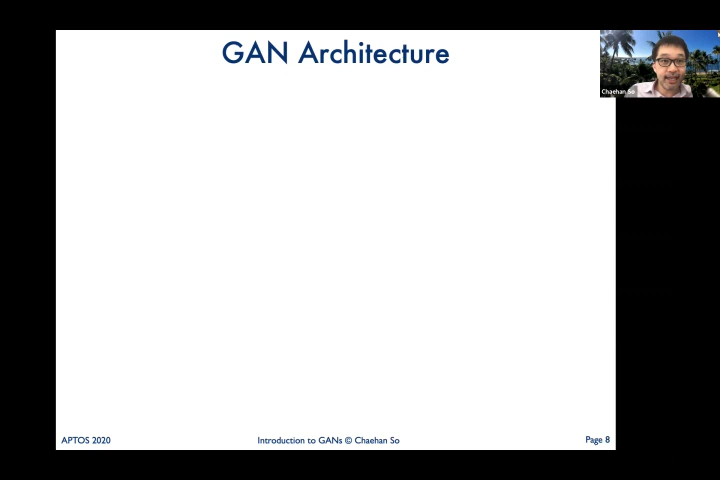 GAN Architecture
Chaehan So
APTOS 2020
Introduction to GANs © Chaehan So
Page 8